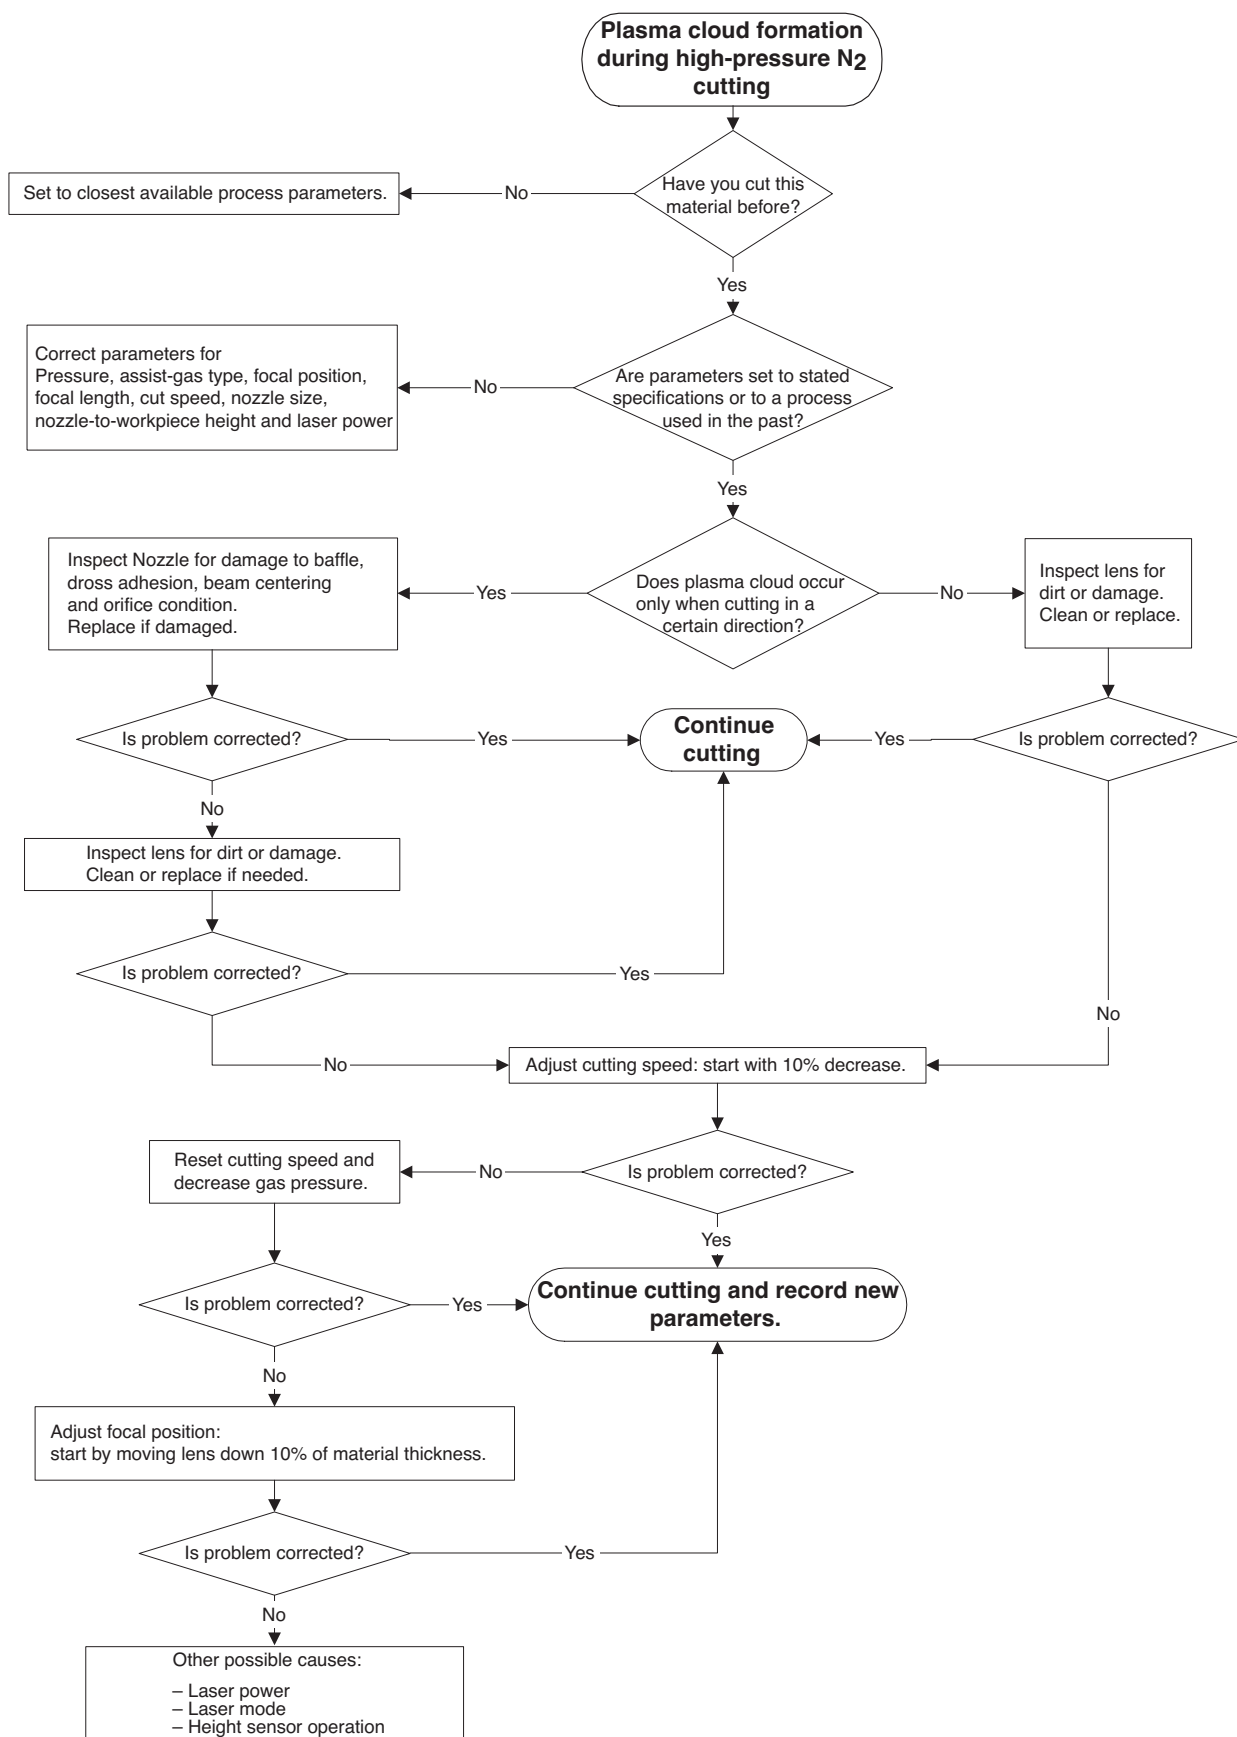 Plasma cloud formation
during high-pressure N2
cutting
Have you cut this
material before?
No
Set to closest available process parameters.
Yes
Are parameters set to stated
specifications or to a process
used in the past?
No
Correct parameters for
Pressure, assist-gas type, focal position,
focal length, cut speed, nozzle size,
nozzle-to-workpiece height and laser power
Yes
Does plasma cloud occur
only when cutting in a
certain direction?
Yes
Inspect Nozzle for damage to baffle,
dross adhesion, beam centering
and orifice condition.
Replace if damaged.
No
Inspect lens for
dirt or damage.
Clean or replace.
Is problem corrected?
Yes
Continue
cutting
Yes
Is problem corrected?
No
Inspect lens for dirt or damage.
Clean or replace if needed.
Is problem corrected?
Yes
No
No
Adjust cutting speed: start with 10% decrease.
Is problem corrected?
No
Reset cutting speed and
decrease gas pressure.
Yes
Is problem corrected?
Yes
Continue cutting and record new
parameters.
No
Adjust focal position:
start by moving lens down 10% of material thickness.
Is problem corrected?
Yes
No
Other possible causes:
– Laser power
– Laser mode
– Height sensor operation